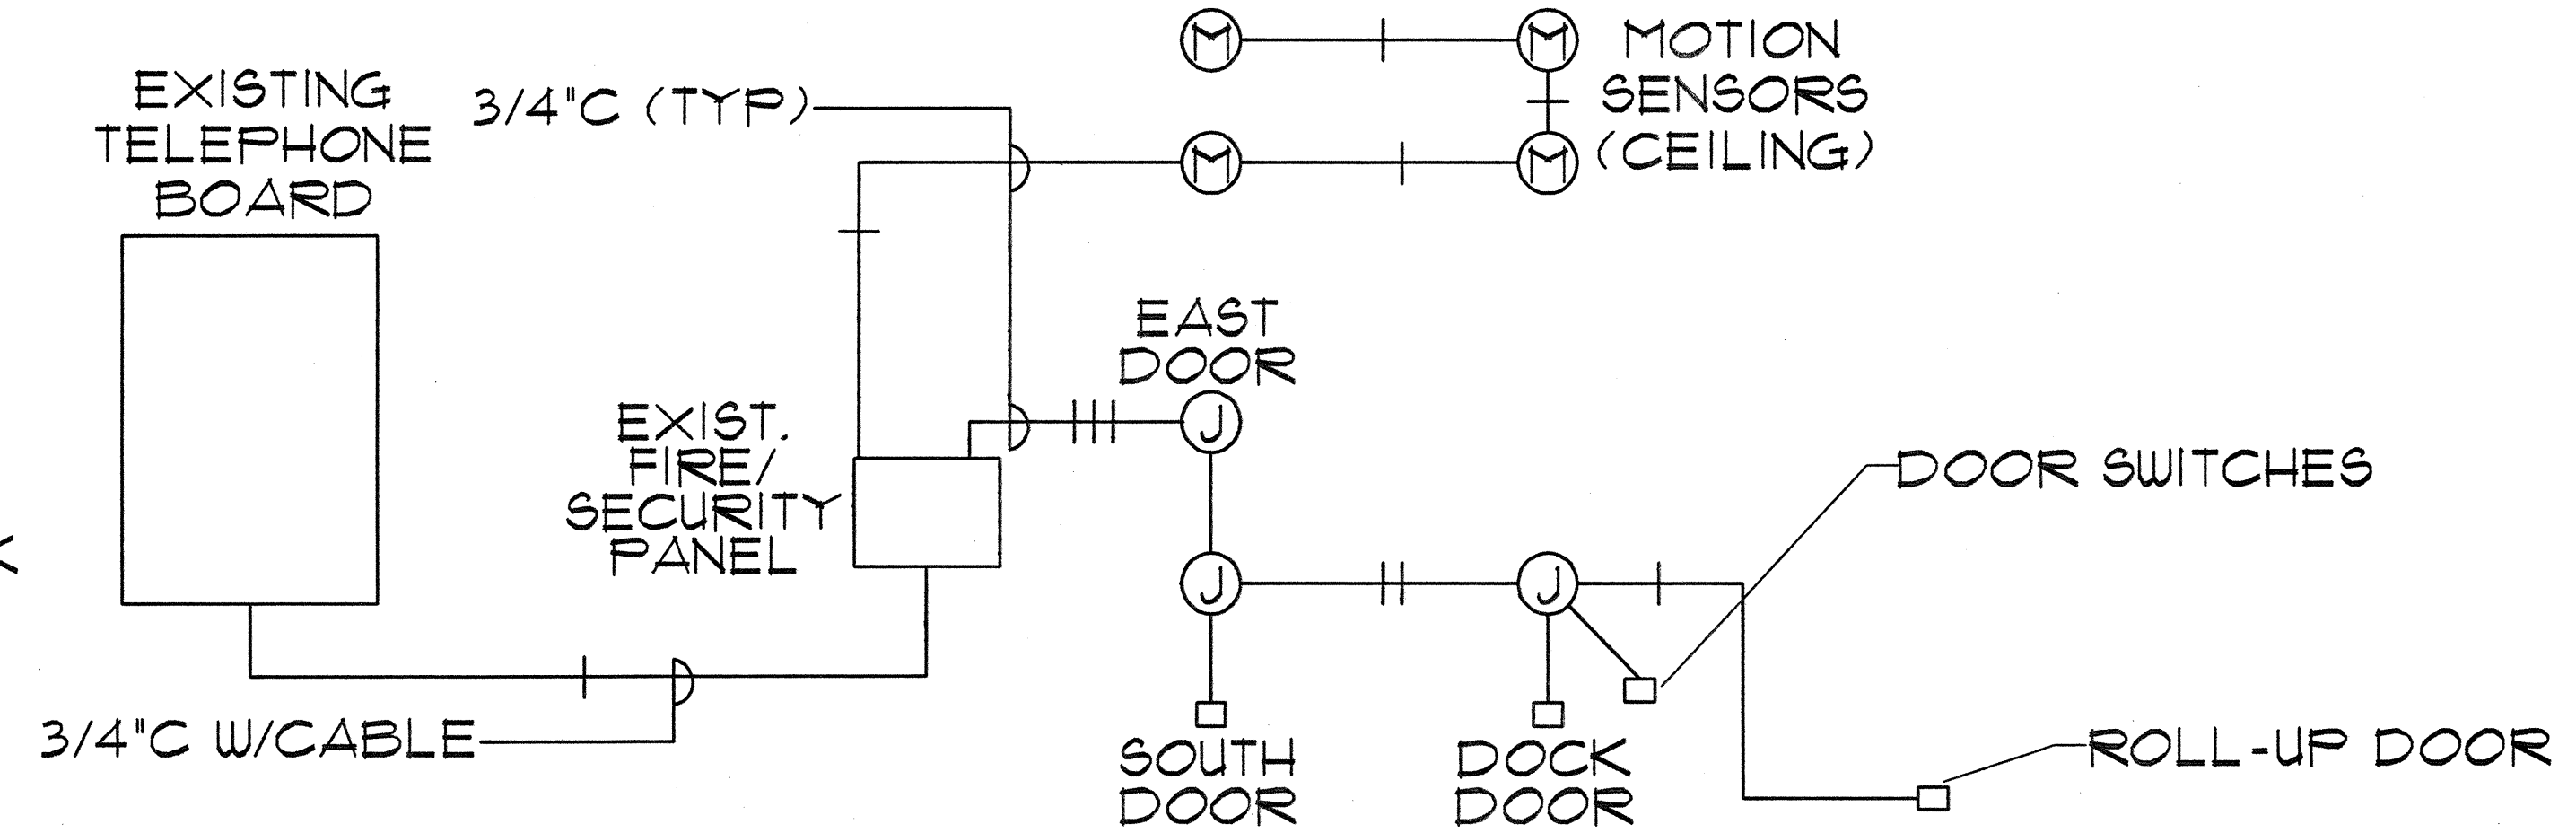 EXISTING
TELEPHONE
BOARD
3/4"C (TYP)
M
M
M
M
MOTION
SENSORS
(CEILING)
EAST
DOOR
J
EXIST.
FIRE/
SECURITY
PANEL
DOOR SWITCHES
J
J
3/4"C W/CABLE
SOUTH
DOOR
DOCK
DOOR
ROLL-UP DOOR